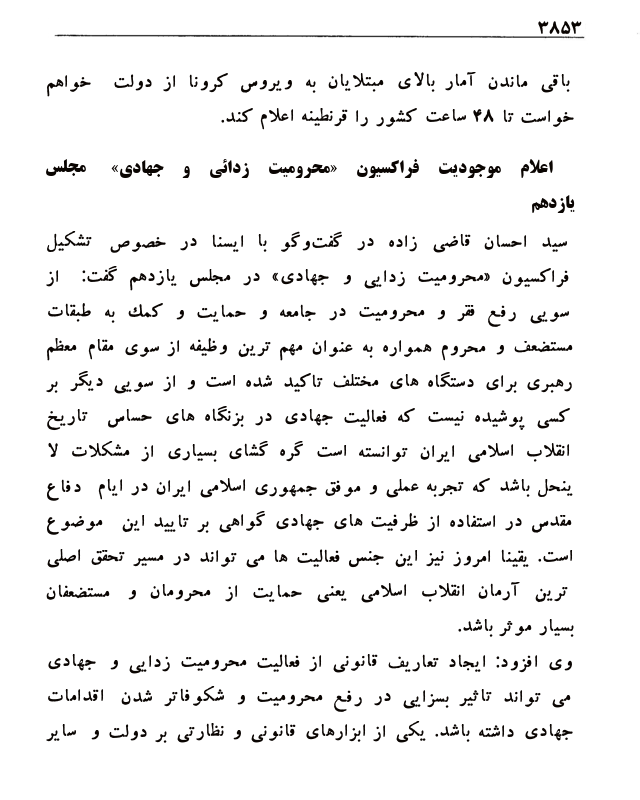 ۳۸۵۳
باقی ماندن آمار بالای مبتلایان به ویروس کرونا از دولت خواهم
خواست تا ۴۸ ساعت کشور را قرنطینه اعلام کند.
اعلام موجودیت فراکسیون «محرومیت زدائی و جهادی» مجلس
یازدهم
سید احسان قاضی زاده در گفت‌وگو با ایسنا در خصوص تشکیل
فراکسیون «محرومیت زدایی و جهادی» در مجلس یازدهم گفت: از
سویی رفع فقر و محرومیت در جامعه و حمایت و کمك به طبقات
مستضعف و محروم همواره به عنوان مهم ترین وظیفه از سوی مقام معظم
رهبری برای دستگاه های مختلف تاکید شده است و از سویی دیگر بر
کسی پوشیده نیست که فعالیت جهادی در بزنگاه های حساس تاریخ
انقلاب اسلامی ایران توانسته است گره گشای بسیاری از مشکلات لا
ینحل باشد که تجربه عملی و موفق جمهوری اسلامی ایران در ایام دفاع
مقدس در استفاده از ظرفیت های جهادی گواهی بر تایید این موضوع
است. یقینا امروز نیز این جنس فعالیت ها می تواند در مسیر تحقق اصلی
ترین آرمان انقلاب اسلامی یعنی حمایت از محرومان و مستضعفان
بسیار موثر باشد.
وی افزود: ایجاد تعاریف قانونی از فعالیت محرومیت زدایی و جهادی
می تواند تاثیر بسزایی در رفع محرومیت و شکوفاتر شدن اقدامات
جهادی داشته باشد. یکی از ابزارهای قانونی و نظارتی بر دولت و سایر